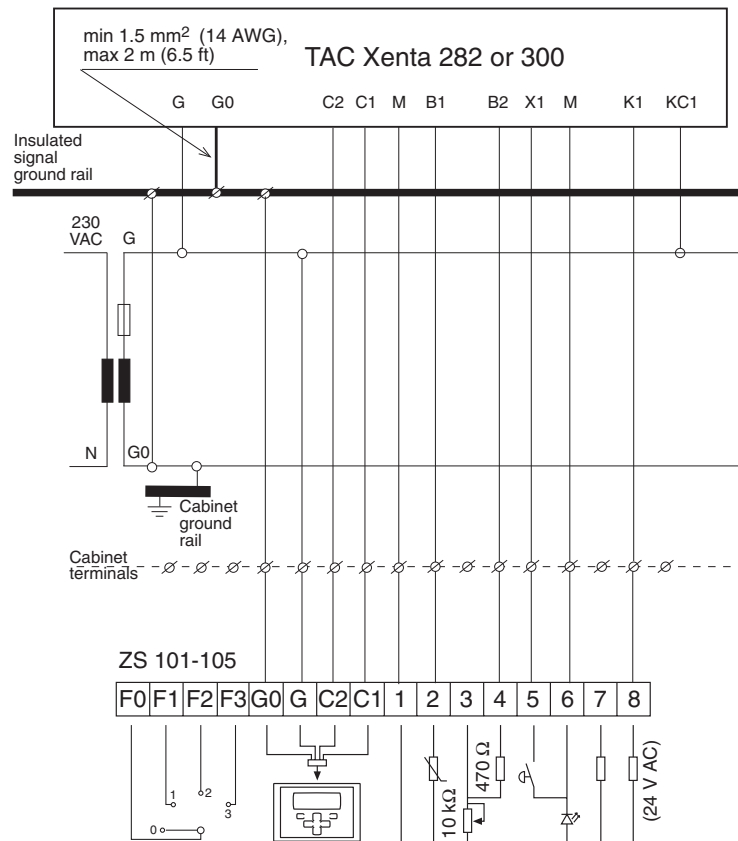 min 1.5 mm² (14 AWG),
max 2 m (6.5 ft)
TAC Xenta 282 or 300
G G0 C2 C1 M B1 B2 X1 M K1 KC1
Insulated
signal
ground rail
230
VAC G
N G0
Cabinet
ground
rail
Cabinet
terminals
ZS 101-105
F0 F1 F2 F3 G0 G C2 C1 1 2 3 4 5 6 7 8
10 kΩ
470 Ω
(24 V AC)
1
2
3
0